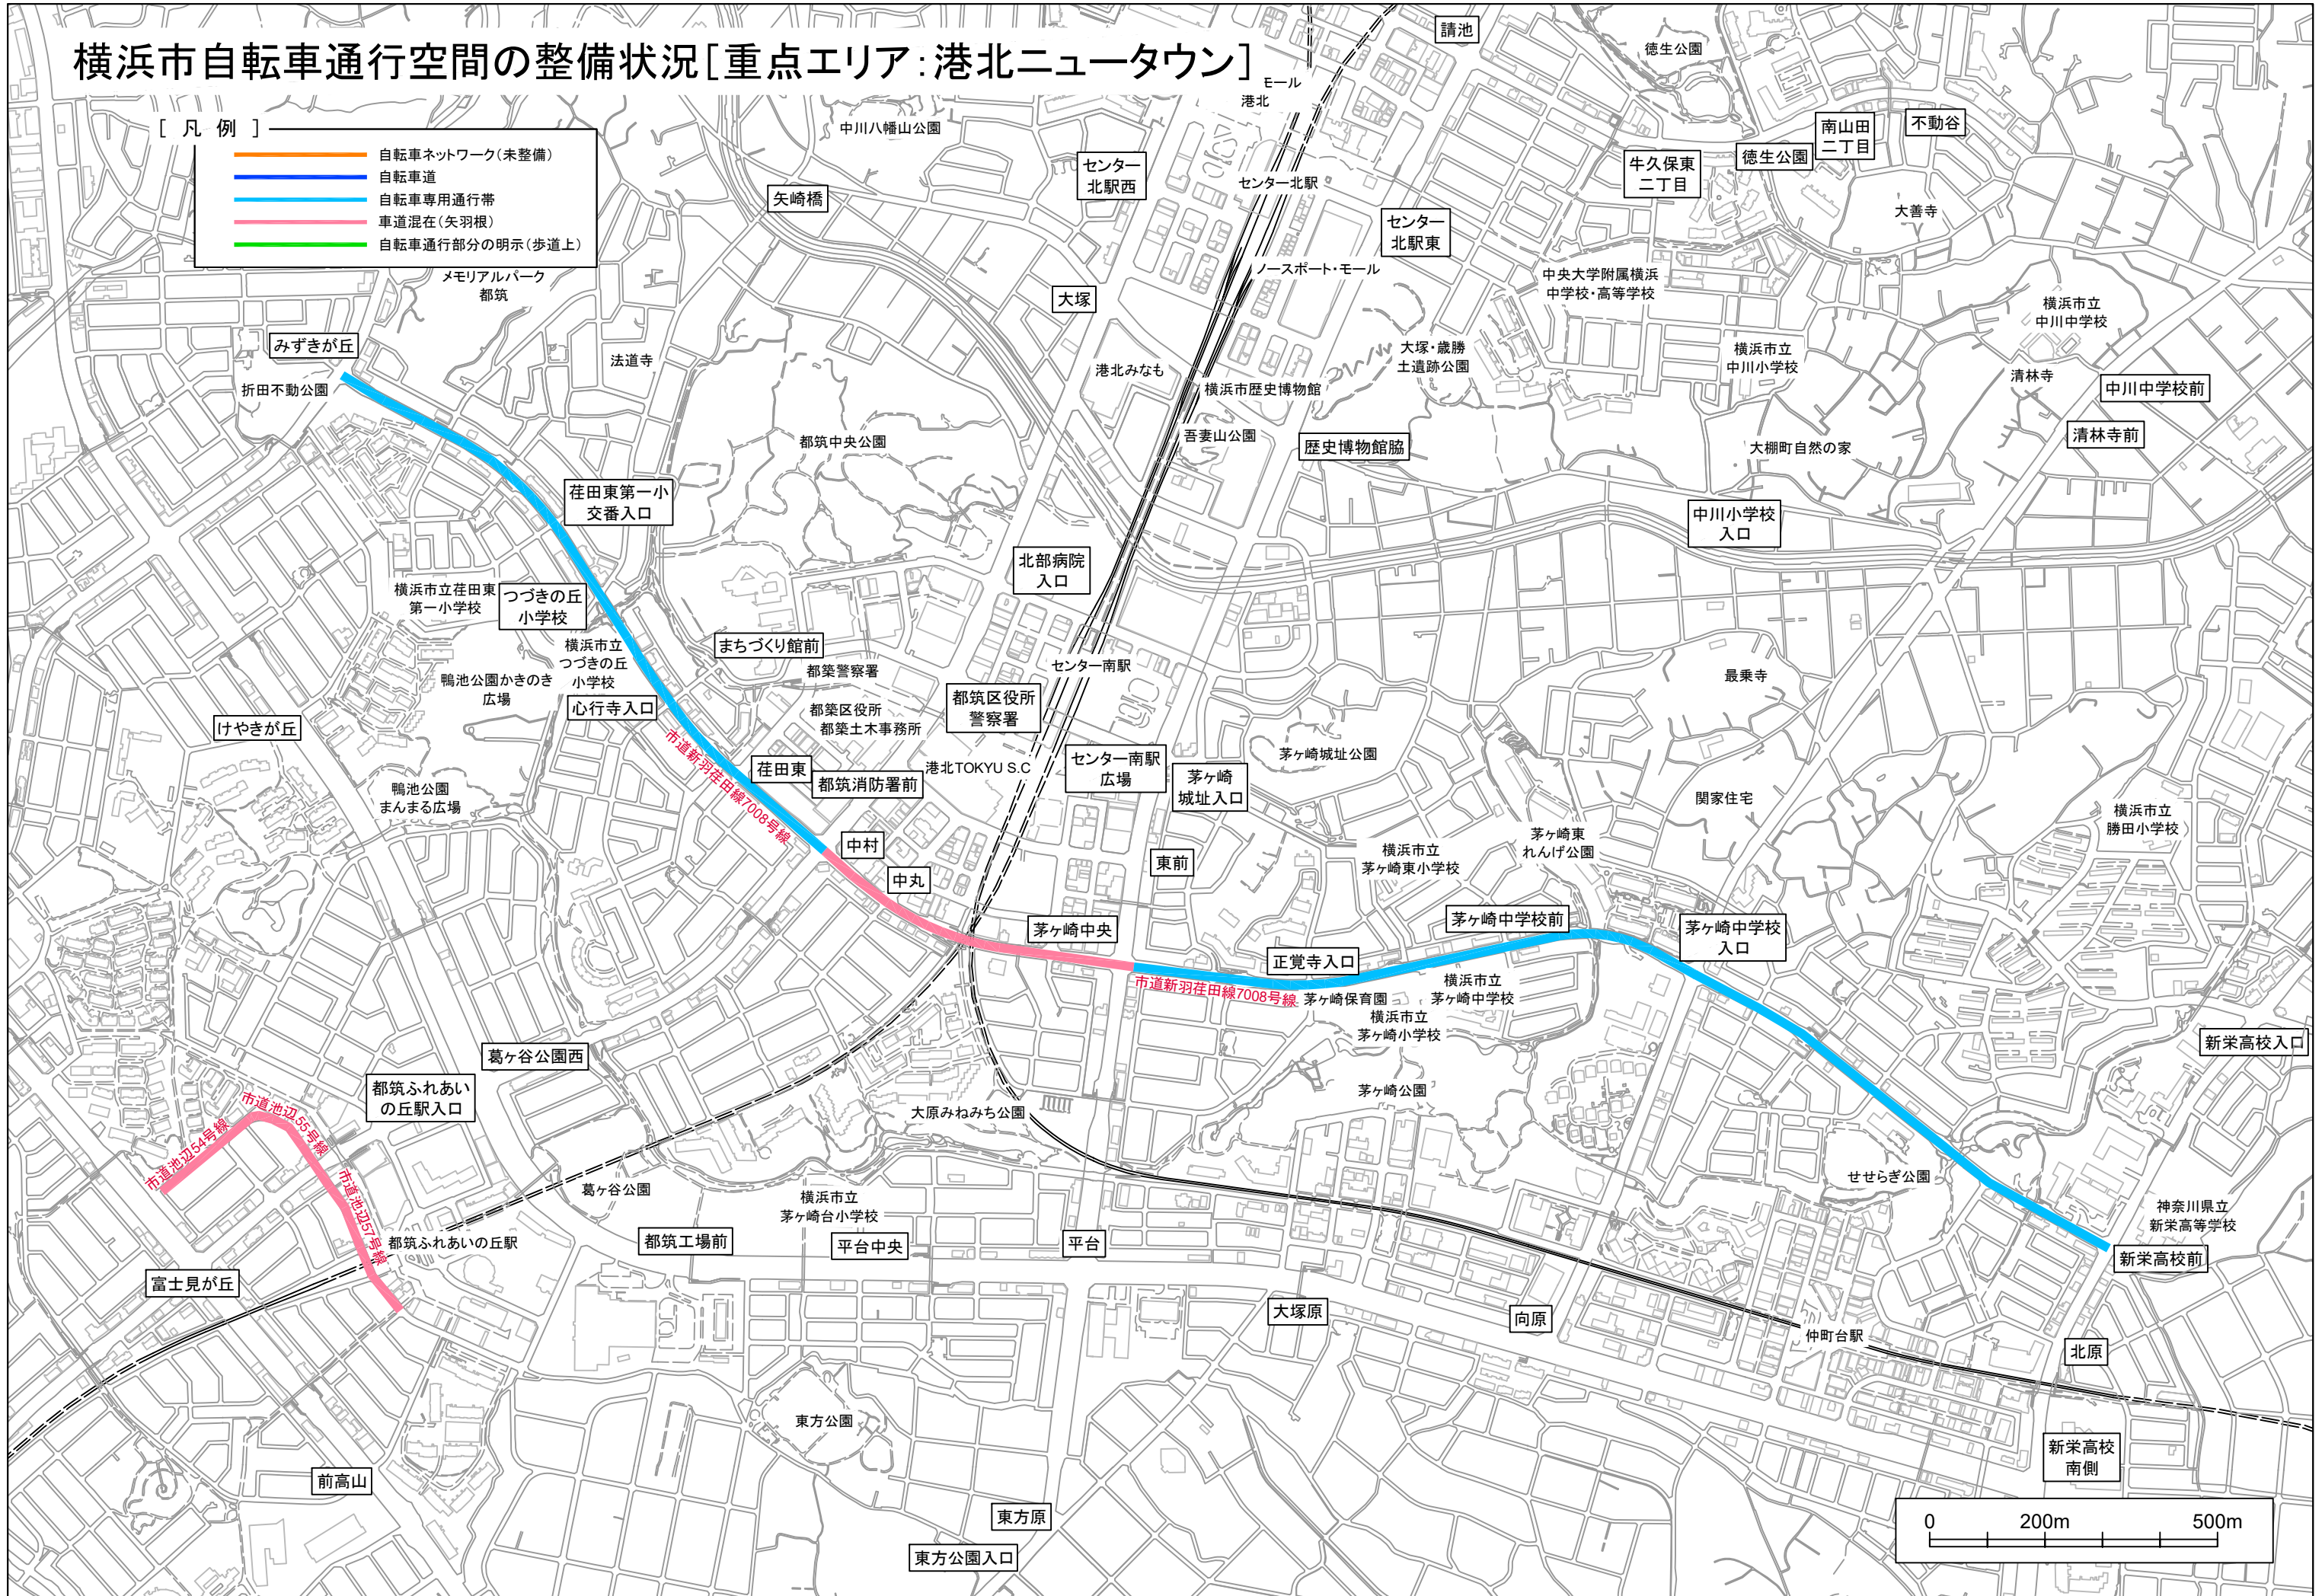 横浜市自転車通行空間の整備状況[重点エリア:港北ニュータウン]
[ 凡 例 ]
自転車ネットワーク(未整備)
自転車道
自転車専用通行帯
車道混在(矢羽根)
自転車通行部分の明示(歩道上)
請池
徳生公園
モール
港北
中川八幡山公園
南山田
二丁目
不動谷
センター
北駅西
牛久保東
二丁目
徳生公園
矢崎橋
センター北駅
センター
北駅東
大善寺
メモリアルパーク
都筑
大塚
ノースポート・モール
中央大学附属横浜
中学校・高等学校
横浜市立
中川中学校
みずきが丘
法道寺
折田不動公園
港北みなも
大塚・歳勝
土遺跡公園
横浜市立
中川小学校
清林寺
中川中学校前
横浜市歴史博物館
都筑中央公園
吾妻山公園
歴史博物館脇
大棚町自然の家
清林寺前
荏田東第一小
交番入口
中川小学校
入口
北部病院
入口
横浜市立荏田東
第一小学校
つづきの丘
小学校
横浜市立
つづきの丘
小学校
まちづくり館前
都築警察署
センター南駅
最乗寺
鴨池公園かきのき
広場
心行寺入口
都築区役所
都築土木事務所
都筑区役所
警察署
けやきが丘
市道新羽荏田線7008号線
荏田東
都筑消防署前
港北TOKYU S.C
センター南駅
広場
茅ヶ崎
城址入口
茅ヶ崎城址公園
鴨池公園
まんまる広場
関家住宅
横浜市立
勝田小学校
中村
中丸
東前
横浜市立
茅ヶ崎東小学校
茅ヶ崎東
れんげ公園
茅ヶ崎中央
茅ヶ崎中学校前
茅ヶ崎中学校
入口
正覚寺入口
市道新羽荏田線7008号線
茅ヶ崎保育園
横浜市立
茅ヶ崎中学校
横浜市立
茅ヶ崎小学校
新栄高校入口
葛ヶ谷公園西
都筑ふれあい
の丘駅入口
市道池辺55号線
市道池辺54号線
市道池辺57号線
大原みねみち公園
茅ヶ崎公園
葛ヶ谷公園
横浜市立
茅ヶ崎台小学校
せせらぎ公園
神奈川県立
新栄高等学校
都筑ふれあいの丘駅
都筑工場前
平台中央
平台
新栄高校前
富士見が丘
大塚原
向原
仲町台駅
北原
東方公園
新栄高校
南側
前高山
東方原
東方公園入口
0 200m 500m